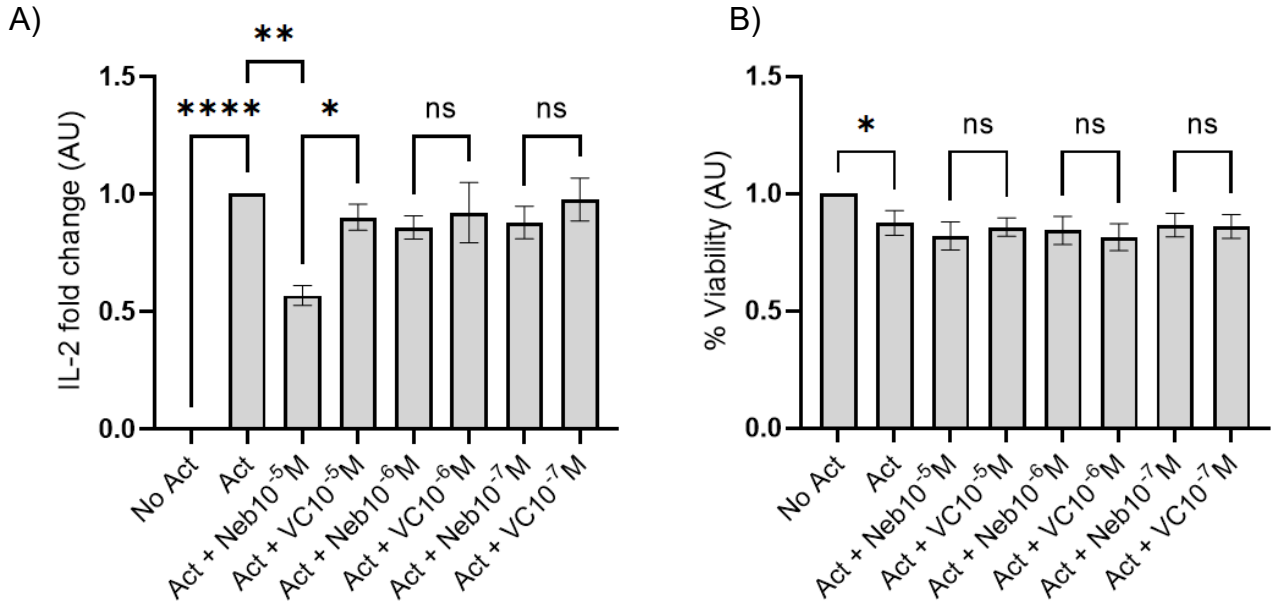 A)
**
****
*
ns
ns
IL-2 fold change (AU)
1.5
1.0
0.5
0.0
No Act
Act
Act + Neb10⁻⁵M
Act + VC10⁻⁵M
Act + Neb10⁻⁶M
Act + VC10⁻⁶M
Act + Neb10⁻⁷M
Act + VC10⁻⁷M
B)
*
ns
ns
ns
% Viability (AU)
1.5
1.0
0.5
0.0
No Act
Act
Act + Neb10⁻⁵M
Act + VC10⁻⁵M
Act + Neb10⁻⁶M
Act + VC10⁻⁶M
Act + Neb10⁻⁷M
Act + VC10⁻⁷M